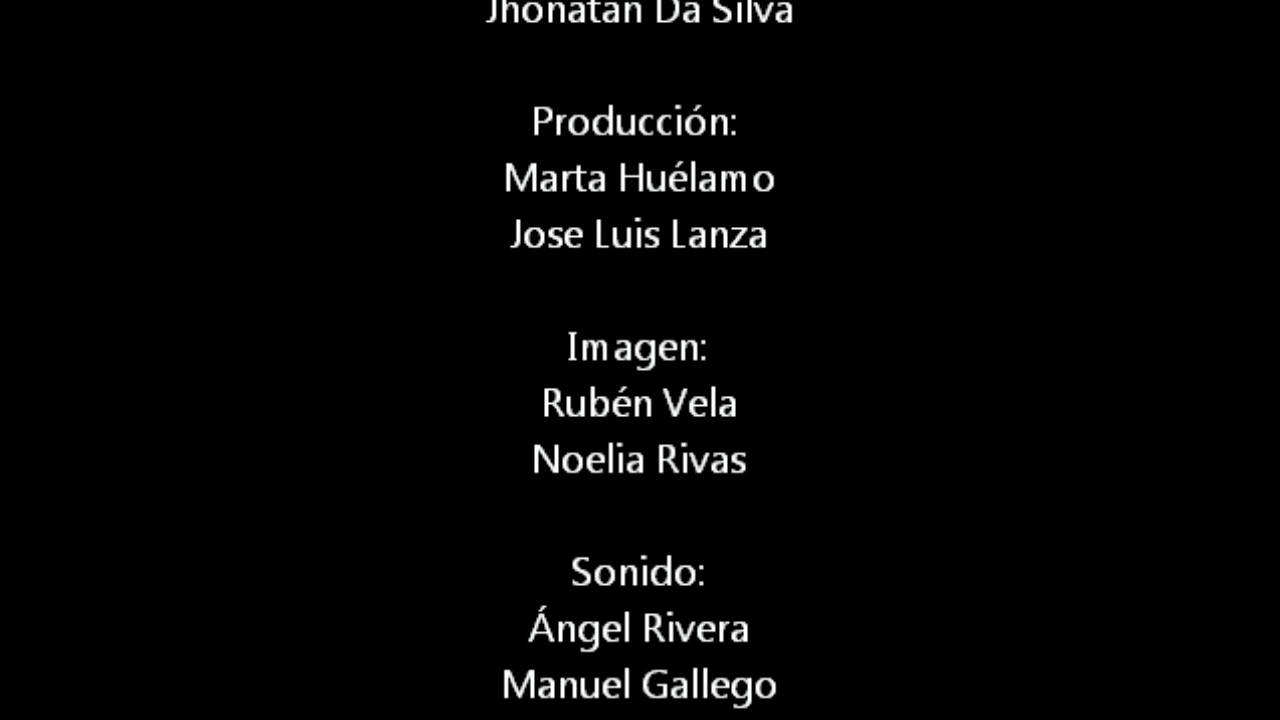 Jhonatan Da Silva
Producción:
Marta Huélamo
Jose Luis Lanza
Imagen:
Rubén Vela
Noelia Rivas
Sonido:
Ángel Rivera
Manuel Gallego